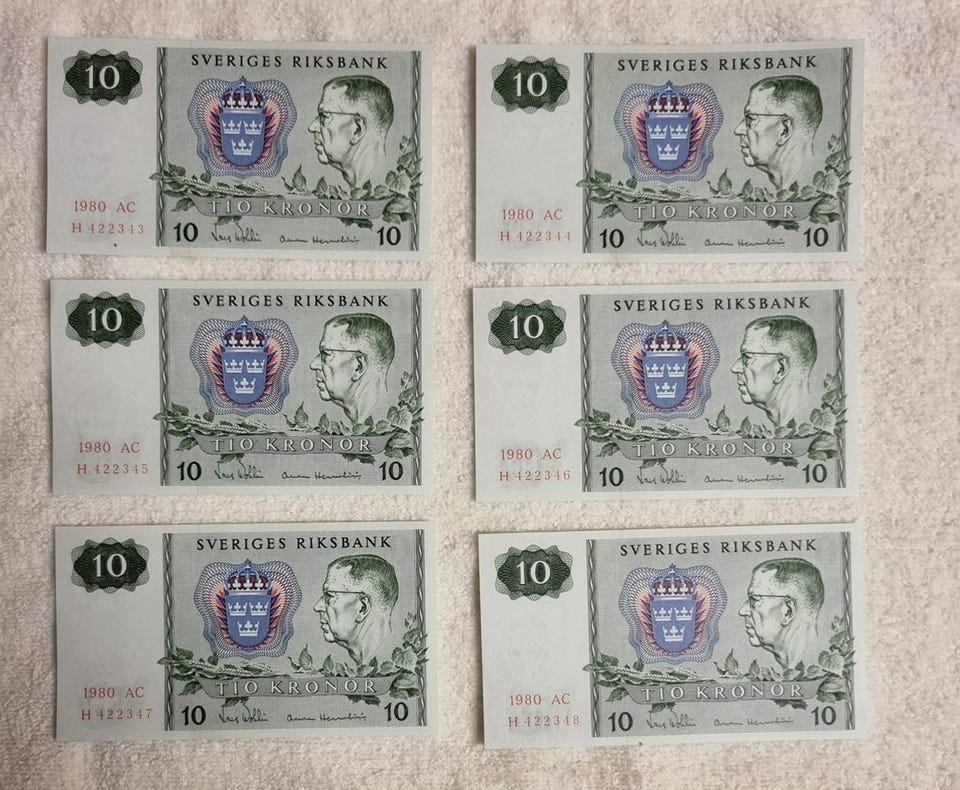 10
SVERIGES RIKSBANK
TIO KRONOR
1980 AC
H 422343
10 10
10
SVERIGES RIKSBANK
TIO KRONOR
1980 AC
H 422344
10 10
10
SVERIGES RIKSBANK
TIO KRONOR
1980 AC
H 422345
10 10
10
SVERIGES RIKSBANK
TIO KRONOR
1980 AC
H 422346
10 10
10
SVERIGES RIKSBANK
TIO KRONOR
1980 AC
H 422347
10 10
10
SVERIGES RIKSBANK
TIO KRONOR
1980 AC
H 422348
10 10